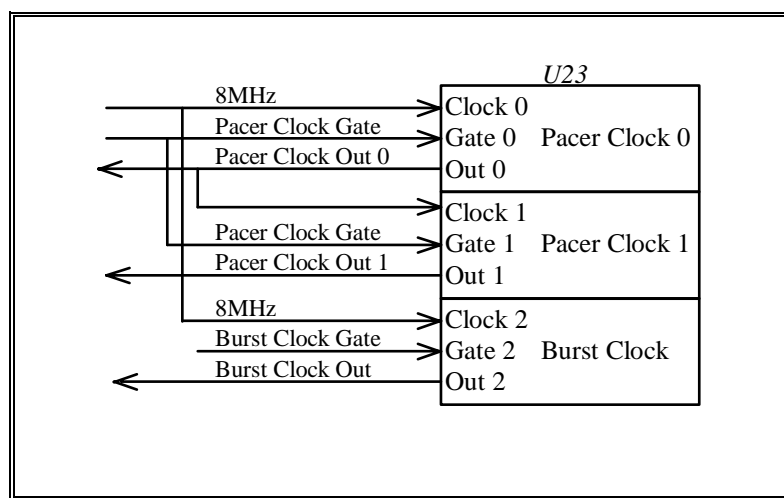 U23
8MHz
Clock 0
Pacer Clock Gate
Gate 0 Pacer Clock 0
Pacer Clock Out 0
Out 0
Clock 1
Pacer Clock Gate
Gate 1 Pacer Clock 1
Pacer Clock Out 1
Out 1
8MHz
Clock 2
Burst Clock Gate
Gate 2 Burst Clock
Burst Clock Out
Out 2